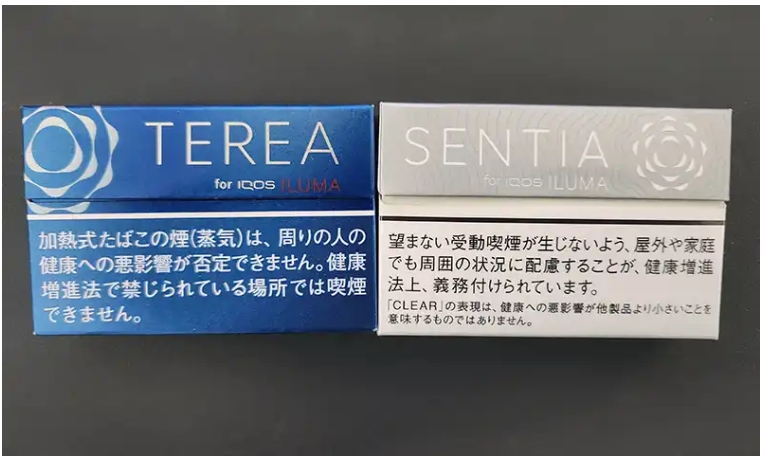 TEREA
for IQOS ILUMA
加熱式たばこの煙(蒸気)は、周りの人の
健康への悪影響が否定できません。健康
増進法で禁じられている場所では喫煙
できません。
SENTIA
for IQOS ILUMA
望まない受動喫煙が生じないよう、屋外や家庭
でも周囲の状況に配慮することが、健康増進
法上、義務付けられています。
「CLEAR」の表現は、健康への悪影響が他製品より小さいことを
意味するものではありません。